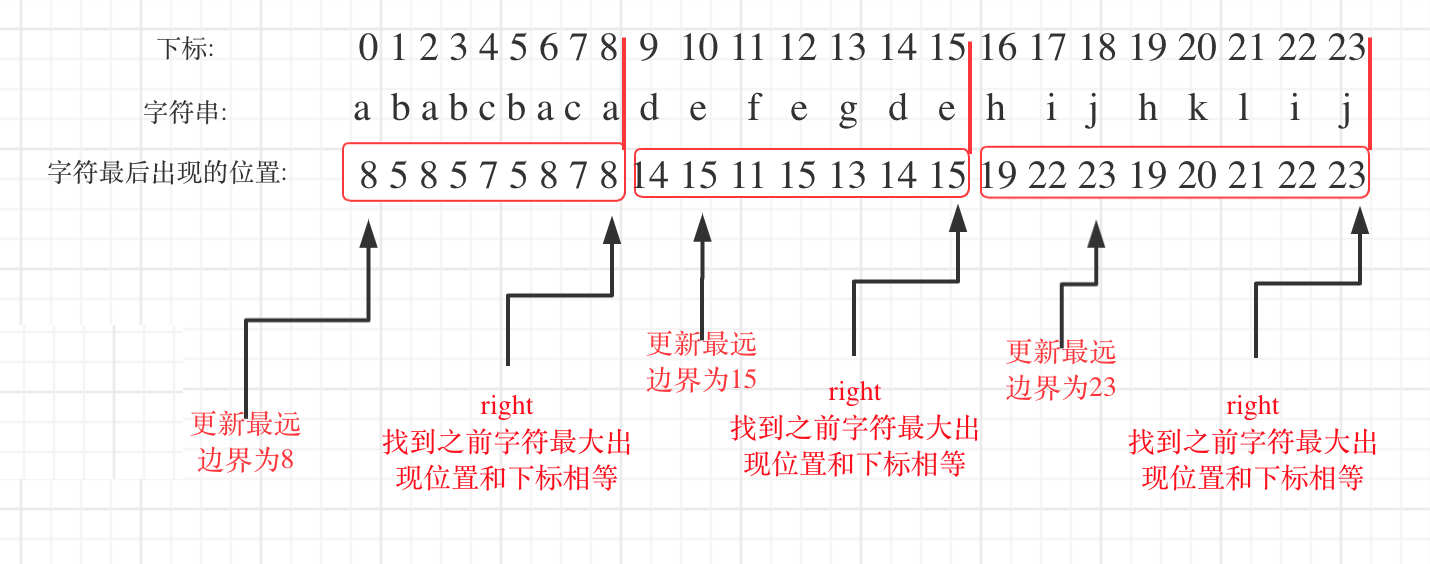 下标: 0 1 2 3 4 5 6 7 8 9 10 11 12 13 14 15 16 17 18 19 20 21 22 23
字符串: a b a b c b a c a d e f e g d e h i j h k l i j
字符最后出现的位置: 8 5 8 5 7 5 8 7 8 14 15 11 15 13 14 15 19 22 23 19 20 21 22 23
更新最远
边界为8
right
找到之前字符最大出
现位置和下标相等
更新最远
边界为15
right
找到之前字符最大出
现位置和下标相等
更新最远
边界为23
right
找到之前字符最大出
现位置和下标相等